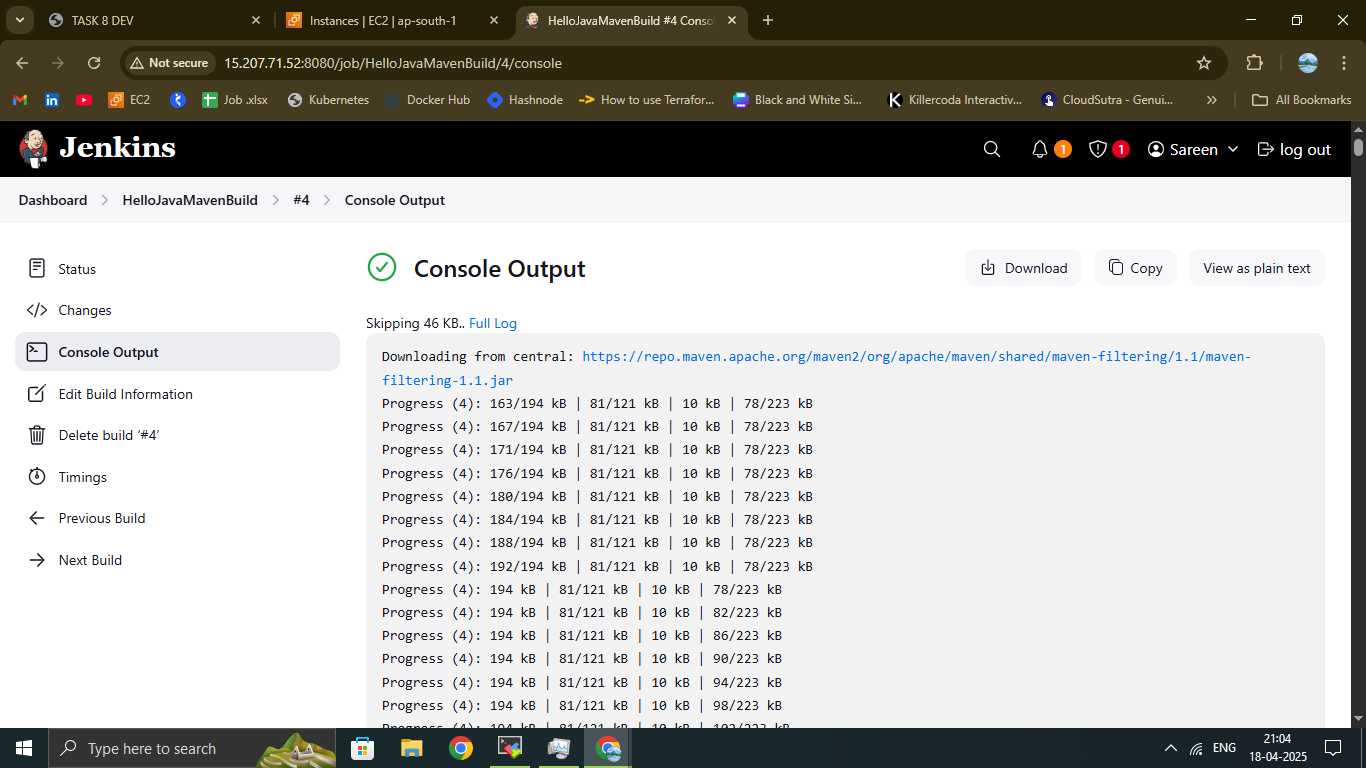 TASK 8 DEV
Instances | EC2 | ap-south-1
HelloJavaMavenBuild #4 Conso
Not secure
15.207.71.52:8080/job/HelloJavaMavenBuild/4/console
EC2
Job .xlsx
Kubernetes
Docker Hub
Hashnode
How to use Terrafor...
Black and White Si...
Killercoda Interactiv...
CloudSutra - Genui...
All Bookmarks
Jenkins
1
1
Sareen
log out
Dashboard
HelloJavaMavenBuild
#4
Console Output
Status
Changes
Console Output
Edit Build Information
Delete build ‘#4’
Timings
Previous Build
Next Build
Console Output
Download
Copy
View as plain text
Skipping 46 KB.. Full Log
Downloading from central: https://repo.maven.apache.org/maven2/org/apache/maven/shared/maven-filtering/1.1/maven-
filtering-1.1.jar
Progress (4): 163/194 kB | 81/121 kB | 10 kB | 78/223 kB
Progress (4): 167/194 kB | 81/121 kB | 10 kB | 78/223 kB
Progress (4): 171/194 kB | 81/121 kB | 10 kB | 78/223 kB
Progress (4): 176/194 kB | 81/121 kB | 10 kB | 78/223 kB
Progress (4): 180/194 kB | 81/121 kB | 10 kB | 78/223 kB
Progress (4): 184/194 kB | 81/121 kB | 10 kB | 78/223 kB
Progress (4): 188/194 kB | 81/121 kB | 10 kB | 78/223 kB
Progress (4): 192/194 kB | 81/121 kB | 10 kB | 78/223 kB
Progress (4): 194 kB | 81/121 kB | 10 kB | 78/223 kB
Progress (4): 194 kB | 81/121 kB | 10 kB | 82/223 kB
Progress (4): 194 kB | 81/121 kB | 10 kB | 86/223 kB
Progress (4): 194 kB | 81/121 kB | 10 kB | 90/223 kB
Progress (4): 194 kB | 81/121 kB | 10 kB | 94/223 kB
Progress (4): 194 kB | 81/121 kB | 10 kB | 98/223 kB
Progress (4): 194 kB | 81/121 kB | 10 kB | 102/223 kB
Type here to search
ENG
21:04
18-04-2025